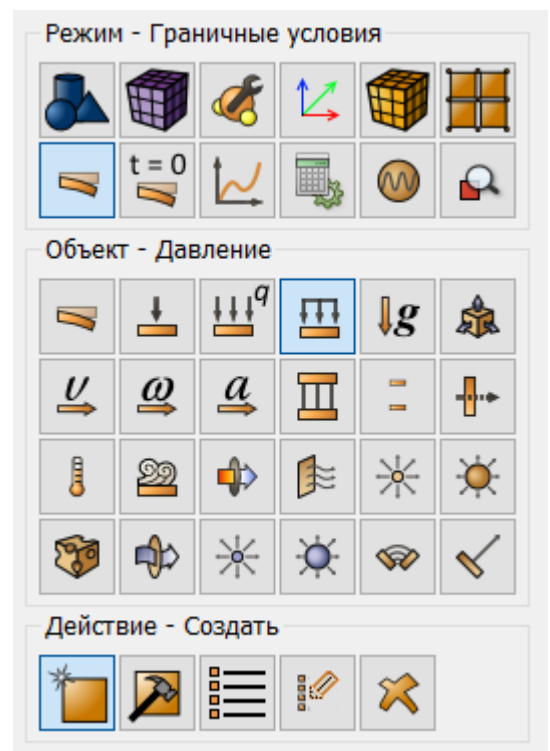 Режим - Граничные условия
t = 0
Объект - Давление
q
g
υ
ω
a
Действие - Создать